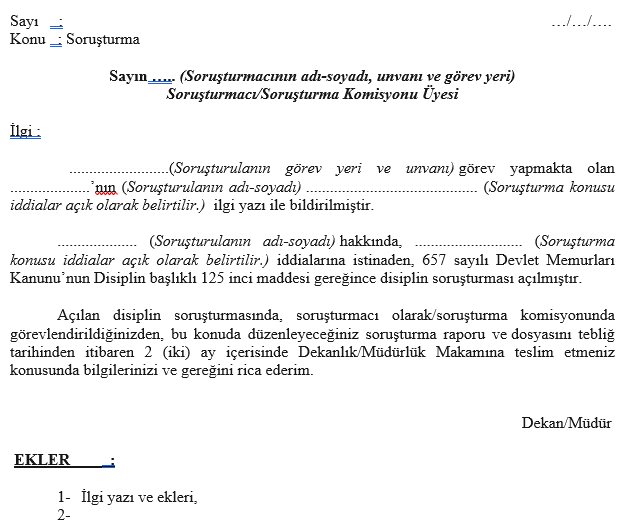 Sayı : .../.../....
Konu : Soruşturma
Sayın ….. (Soruşturmacının adı-soyadı, unvanı ve görev yeri)
Soruşturmacı/Soruşturma Komisyonu Üyesi
İlgi :
.........................(Soruşturulanın görev yeri ve unvanı) görev yapmakta olan
....................'nın (Soruşturulanın adı-soyadı) ........................................... (Soruşturma konusu
iddialar açık olarak belirtilir.) ilgi yazı ile bildirilmiştir.
.................... (Soruşturulanın adı-soyadı) hakkında, ........................... (Soruşturma
konusu iddialar açık olarak belirtilir.) iddialarına istinaden, 657 sayılı Devlet Memurları
Kanunu'nun Disiplin başlıklı 125 inci maddesi gereğince disiplin soruşturması açılmıştır.
Açılan disiplin soruşturmasında, soruşturmacı olarak/soruşturma komisyonunda
görevlendirildiğinizden, bu konuda düzenleyeceğiniz soruşturma raporu ve dosyasını tebliğ
tarihinden itibaren 2 (iki) ay içerisinde Dekanlık/Müdürlük Makamına teslim etmeniz
konusunda bilgilerinizi ve gereğini rica ederim.
Dekan/Müdür
EKLER :
1- İlgi yazı ve ekleri,
2-